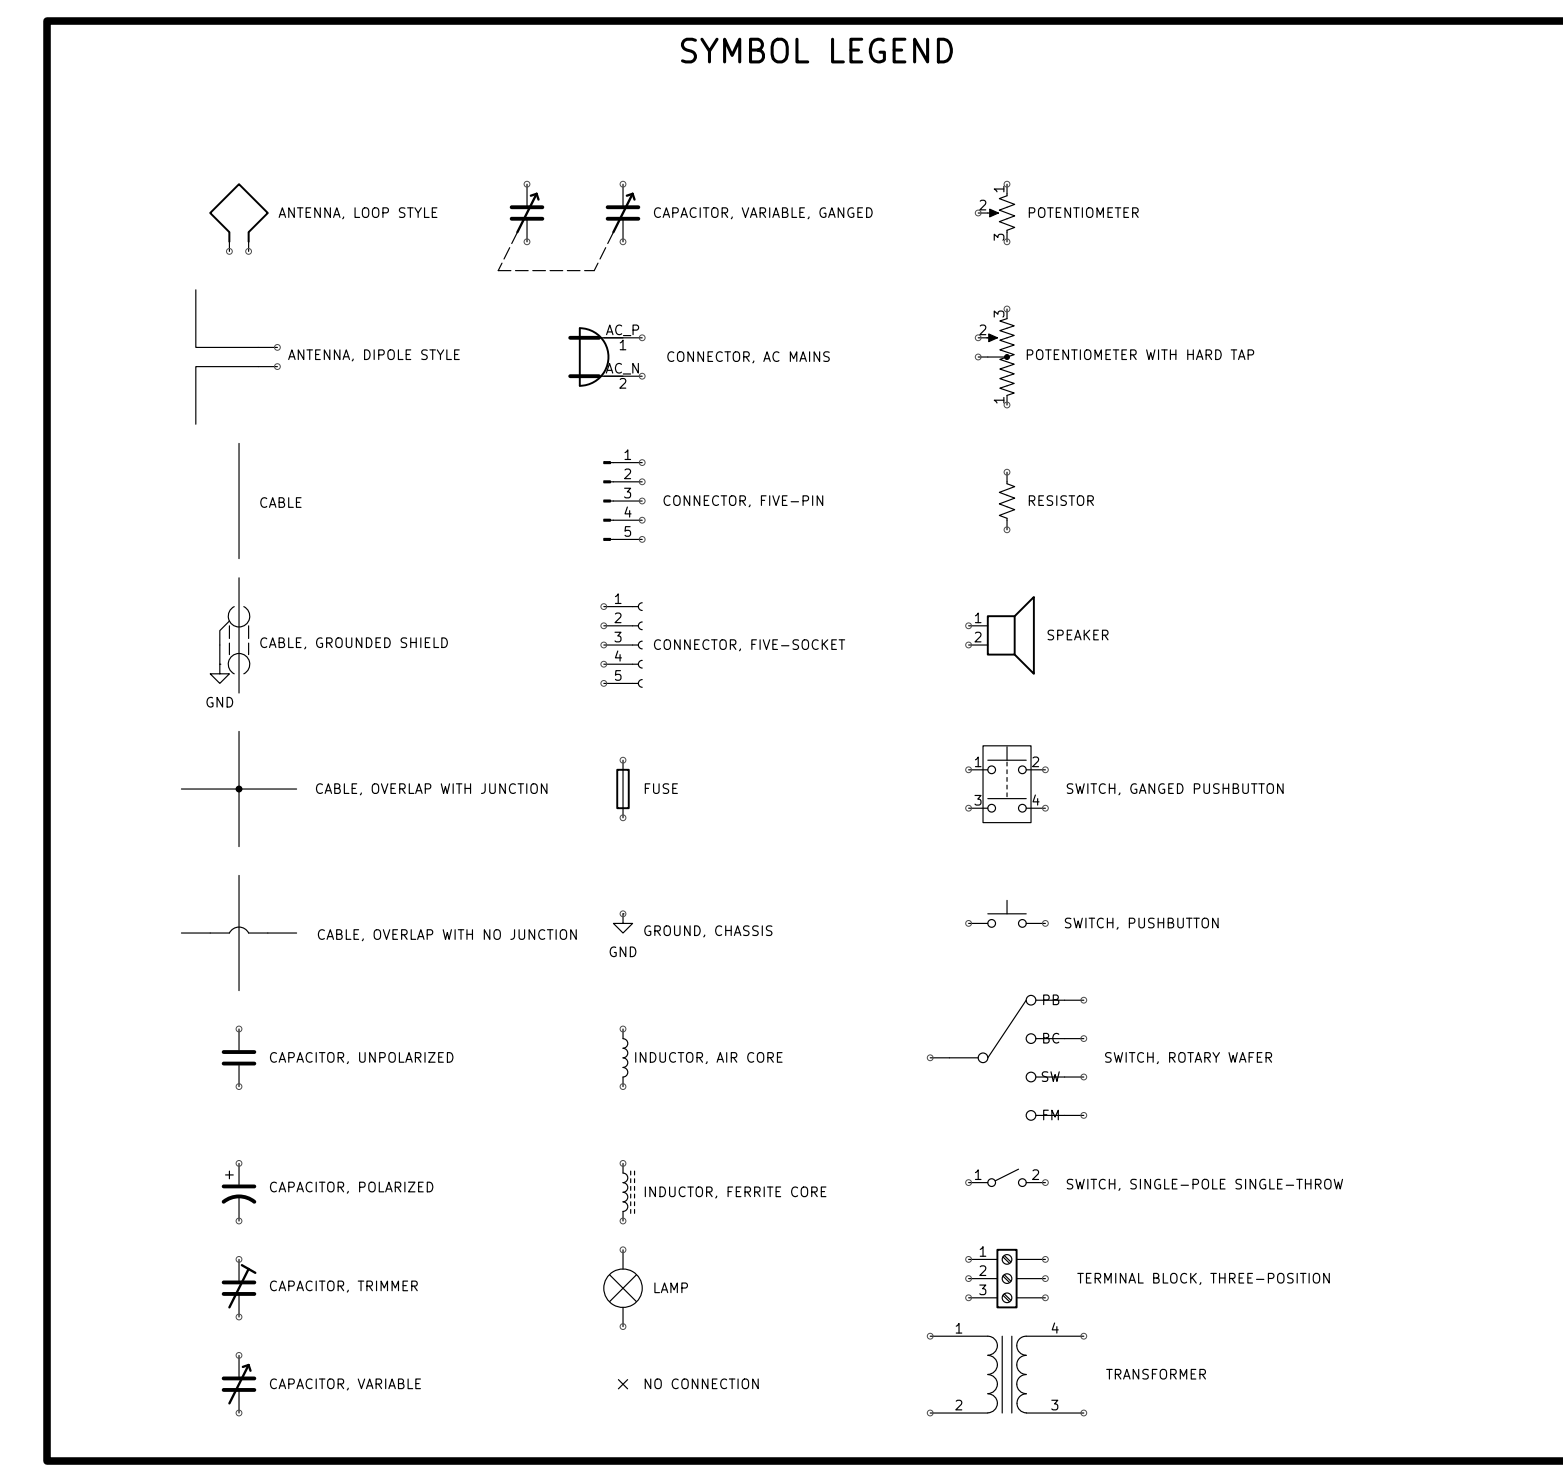 SYMBOL LEGEND
ANTENNA, LOOP STYLE
ANTENNA, DIPOLE STYLE
CABLE
CABLE, GROUNDED SHIELD
GND
CABLE, OVERLAP WITH JUNCTION
CABLE, OVERLAP WITH NO JUNCTION
CAPACITOR, UNPOLARIZED
+
CAPACITOR, POLARIZED
CAPACITOR, TRIMMER
CAPACITOR, VARIABLE
CAPACITOR, VARIABLE, GANGED
AC_P
1
CONNECTOR, AC MAINS
AC_N
2
1
2
3
4
5
CONNECTOR, FIVE-PIN
1
2
3
4
5
CONNECTOR, FIVE-SOCKET
FUSE
GROUND, CHASSIS
GND
INDUCTOR, AIR CORE
INDUCTOR, FERRITE CORE
LAMP
NO CONNECTION
1
2
3
POTENTIOMETER
3
2
1
POTENTIOMETER WITH HARD TAP
RESISTOR
1
2
SPEAKER
1 2
3 4
SWITCH, GANGED PUSHBUTTON
SWITCH, PUSHBUTTON
PB
BC
SW
FM
SWITCH, ROTARY WAFER
1 2
SWITCH, SINGLE-POLE SINGLE-THROW
1
2
3
TERMINAL BLOCK, THREE-POSITION
1 4
2 3
TRANSFORMER